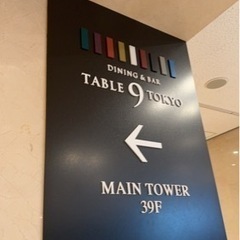 DINING & BAR
TABLE 9 TOKYO
←
MAIN TOWER
39F